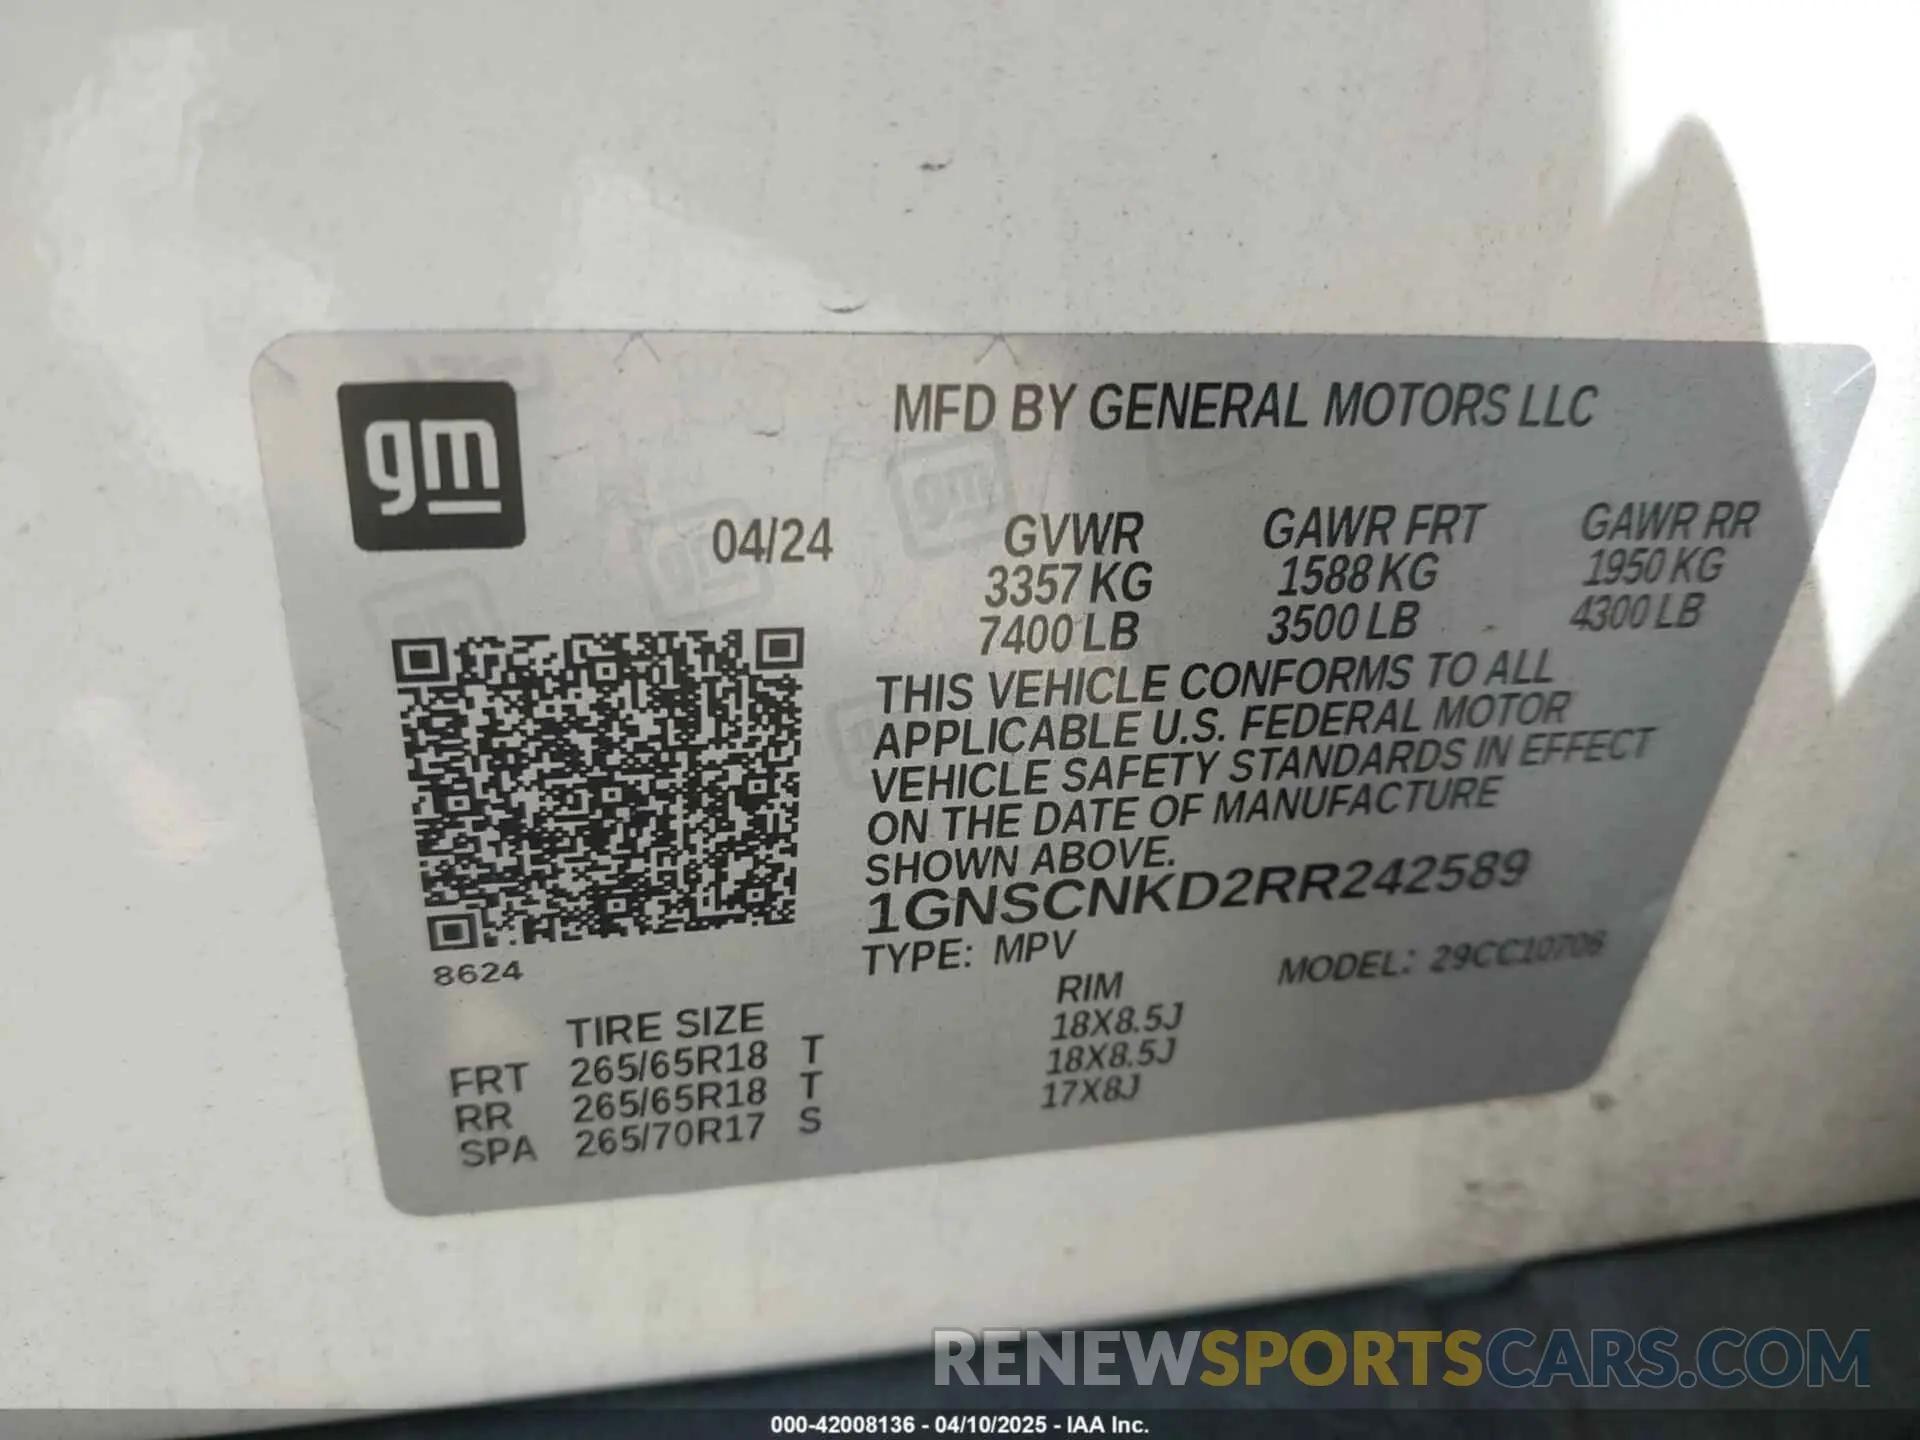 gm
MFD BY GENERAL MOTORS LLC
04/24
GVWR GAWR FRT GAWR RR
3357 KG 1588 KG 1950 KG
7400 LB 3500 LB 4300 LB
THIS VEHICLE CONFORMS TO ALL
APPLICABLE U.S. FEDERAL MOTOR
VEHICLE SAFETY STANDARDS IN EFFECT
ON THE DATE OF MANUFACTURE
SHOWN ABOVE.
1GNSCNKD2RR242589
TYPE: MPV MODEL: 29CC10706
8624
TIRE SIZE RIM
FRT 265/65R18 T 18X8.5J
RR 265/65R18 T 18X8.5J
SPA 265/70R17 S 17X8J
RENEWSPORTSCARS.COM
000-42008136 - 04/10/2025 - IAA Inc.